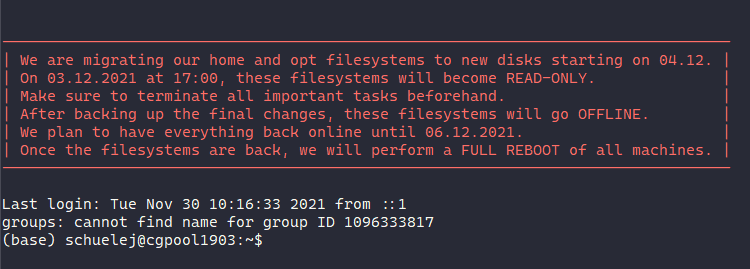 | We are migrating our home and opt filesystems to new disks starting on 04.12. |
| On 03.12.2021 at 17:00, these filesystems will become READ-ONLY. |
| Make sure to terminate all important tasks beforehand. |
| After backing up the final changes, these filesystems will go OFFLINE. |
| We plan to have everything back online until 06.12.2021. |
| Once the filesystems are back, we will perform a FULL REBOOT of all machines. |
Last login: Tue Nov 30 10:16:33 2021 from ::1
groups: cannot find name for group ID 1096333817
(base) schuelej@cgpool1903:~$